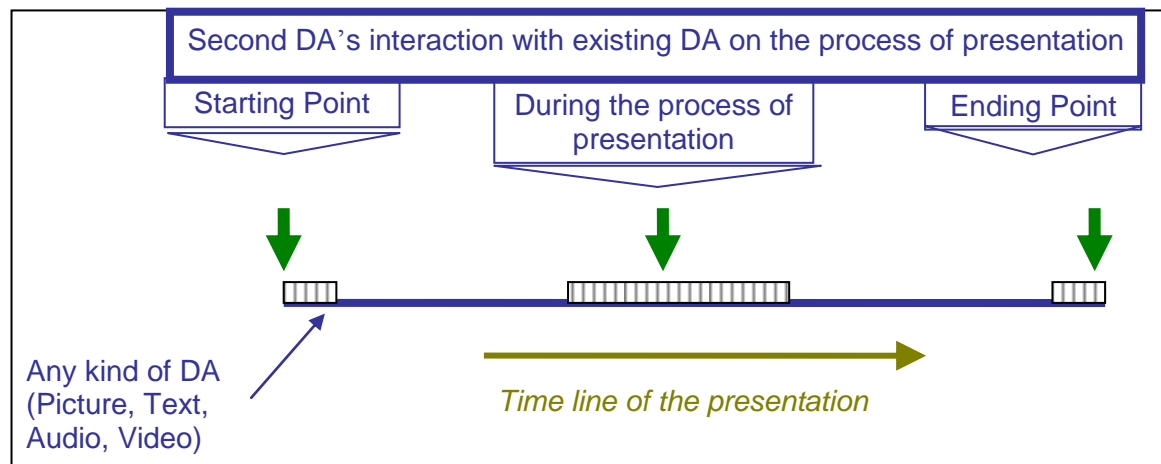 Second DA’s interaction with existing DA on the process of presentation
Starting Point
During the process of
presentation
Ending Point
Any kind of DA
(Picture, Text,
Audio, Video)
Time line of the presentation